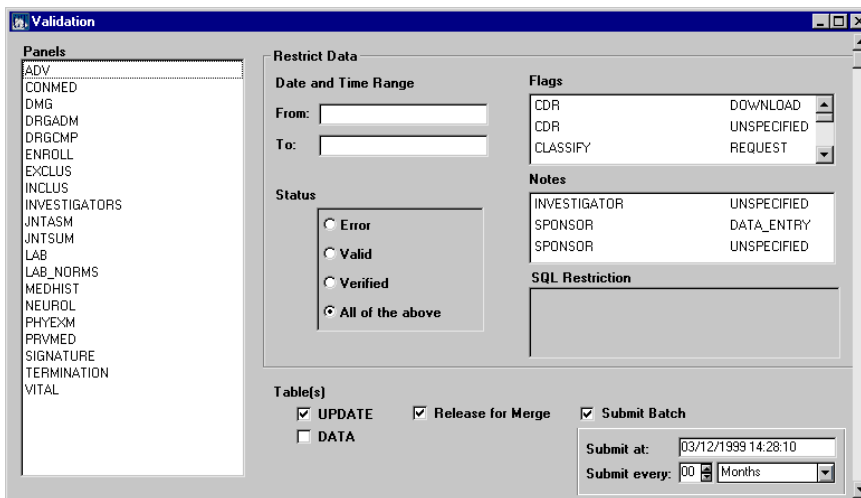 Validation
Panels
ADV
CONMED
DMG
DRGADM
DRGCMP
ENROLL
EXCLUS
INCLUS
INVESTIGATORS
JNTASM
JNTSUM
LAB
LAB_NORMS
MEDHIST
NEUROL
PHYEXM
PRVMED
SIGNATURE
TERMINATION
VITAL
Restrict Data
Date and Time Range
From:
To:
Status
Error
Valid
Verified
All of the above
Flags
CDR DOWNLOAD
CDR UNSPECIFIED
CLASSIFY REQUEST
Notes
INVESTIGATOR UNSPECIFIED
SPONSOR DATA_ENTRY
SPONSOR UNSPECIFIED
SQL Restriction
Table(s)
UPDATE Release for Merge Submit Batch
DATA
Submit at: 03/12/1999 14:28:10
Submit every: 00 Months